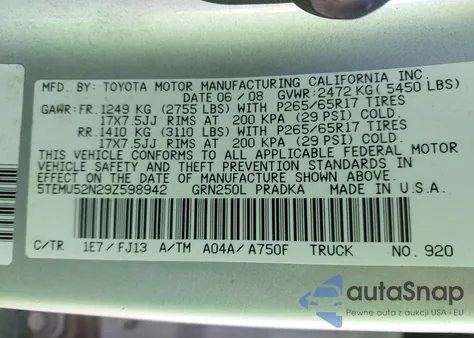 MFD. BY: TOYOTA MOTOR MANUFACTURING CALIFORNIA INC.
DATE 06/08 GVWR: 2472 KG( 5450 LBS)
GAWR: FR. 1249 KG (2755 LBS) WITH P265/65R17 TIRES
17X7.5JJ RIMS AT 200 KPA (29 PSI) COLD.
RR. 1410 KG (3110 LBS) WITH P265/65R17 TIRES
17X7.5JJ RIMS AT 200 KPA (29 PSI) COLD.
THIS VEHICLE CONFORMS TO ALL APPLICABLE FEDERAL MOTOR
VEHICLE SAFETY AND THEFT PREVENTION STANDARDS IN
EFFECT ON THE DATE OF MANUFACTURE SHOWN ABOVE.
5TEMU52N29Z598942 GRN250L PRADKA MADE IN U.S.A.
C/TR 1E7/FJ13 A/TM A04A/A750F TRUCK NO. 920
autoSnap
Pewne auta z aukcji USA i EU